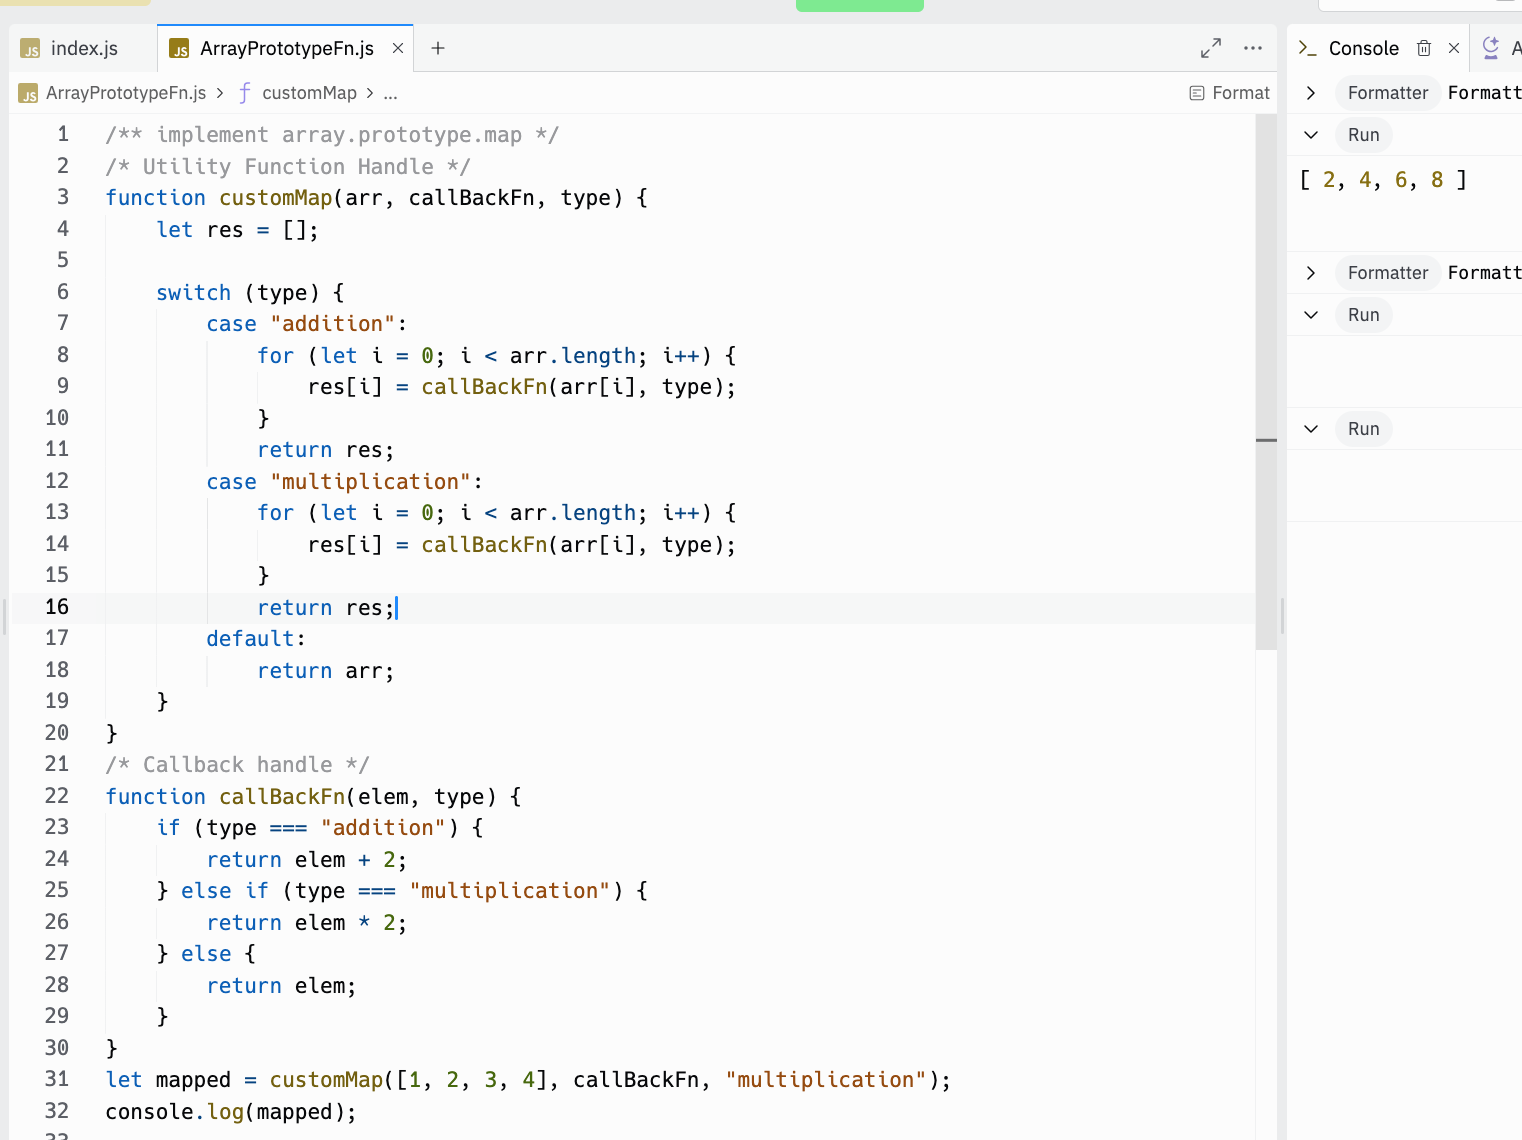 index.js
ArrayPrototypeFn.js
ArrayPrototypeFn.js > customMap > ...
Format
1 /** implement array.prototype.map */
2 /* Utility Function Handle */
3 function customMap(arr, callBackFn, type) {
4     let res = [];
5
6     switch (type) {
7         case "addition":
8             for (let i = 0; i < arr.length; i++) {
9                 res[i] = callBackFn(arr[i], type);
10             }
11             return res;
12         case "multiplication":
13             for (let i = 0; i < arr.length; i++) {
14                 res[i] = callBackFn(arr[i], type);
15             }
16             return res;
17         default:
18             return arr;
19     }
20 }
21 /* Callback handle */
22 function callBackFn(elem, type) {
23     if (type === "addition") {
24         return elem + 2;
25     } else if (type === "multiplication") {
26         return elem * 2;
27     } else {
28         return elem;
29     }
30 }
31 let mapped = customMap([1, 2, 3, 4], callBackFn, "multiplication");
32 console.log(mapped);
Console
Formatter Formatt
Run
[ 2, 4, 6, 8 ]
Formatter Formatt
Run
Run